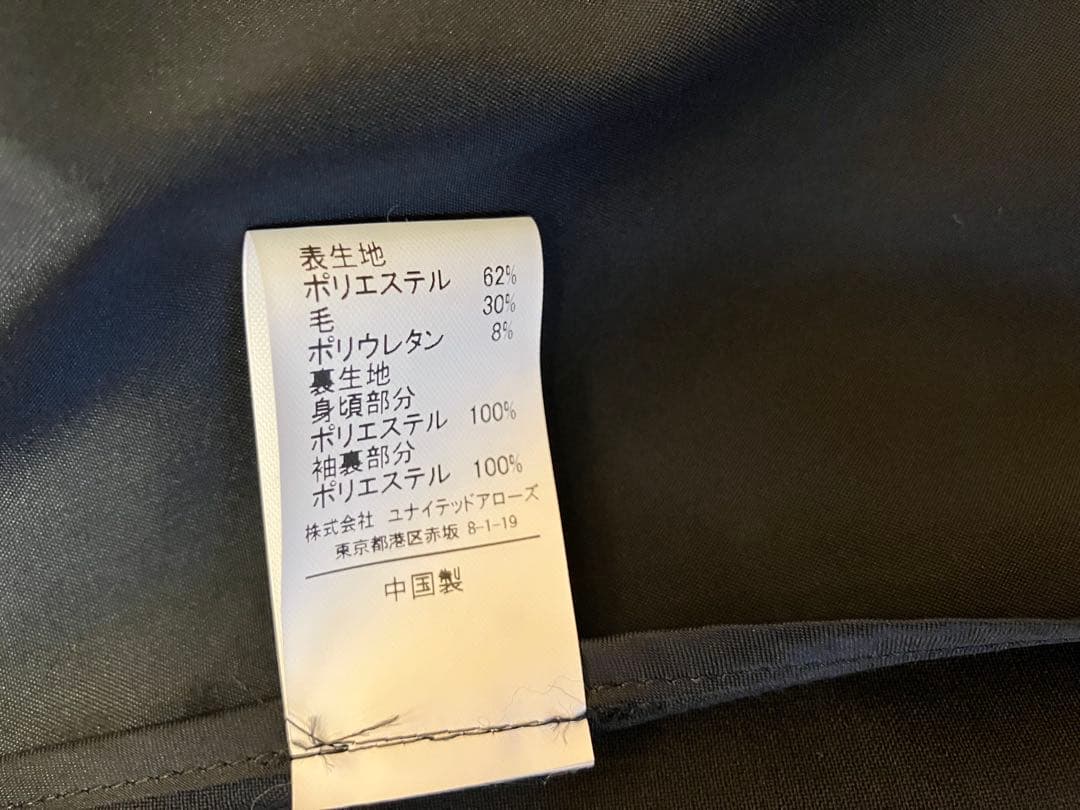 表生地
ポリエステル 62%
毛 30%
ポリウレタン 8%
裏生地
身頃部分
ポリエステル 100%
袖裏部分
ポリエステル 100%
株式会社 ユナイテッドアローズ
東京都港区赤坂 8-1-19
中国製